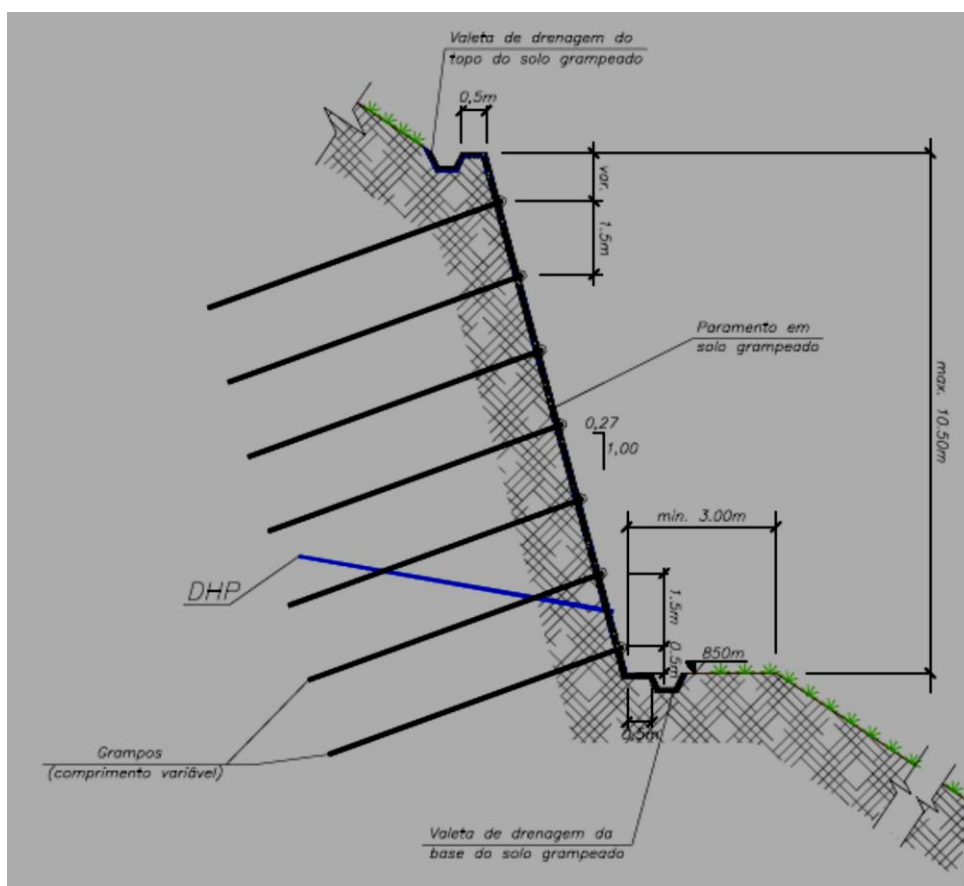 Valeta de drenagem do
topo do solo grampeado
0,5m
var.
1.5m
Paramento em
solo grampeado
max. 10.50m
0,27
1,00
min. 3.00m
DHP
1.5m
0.5m
850m
0.5m
Grampos
(comprimento variável)
Valeta de drenagem da
base do solo grampeado